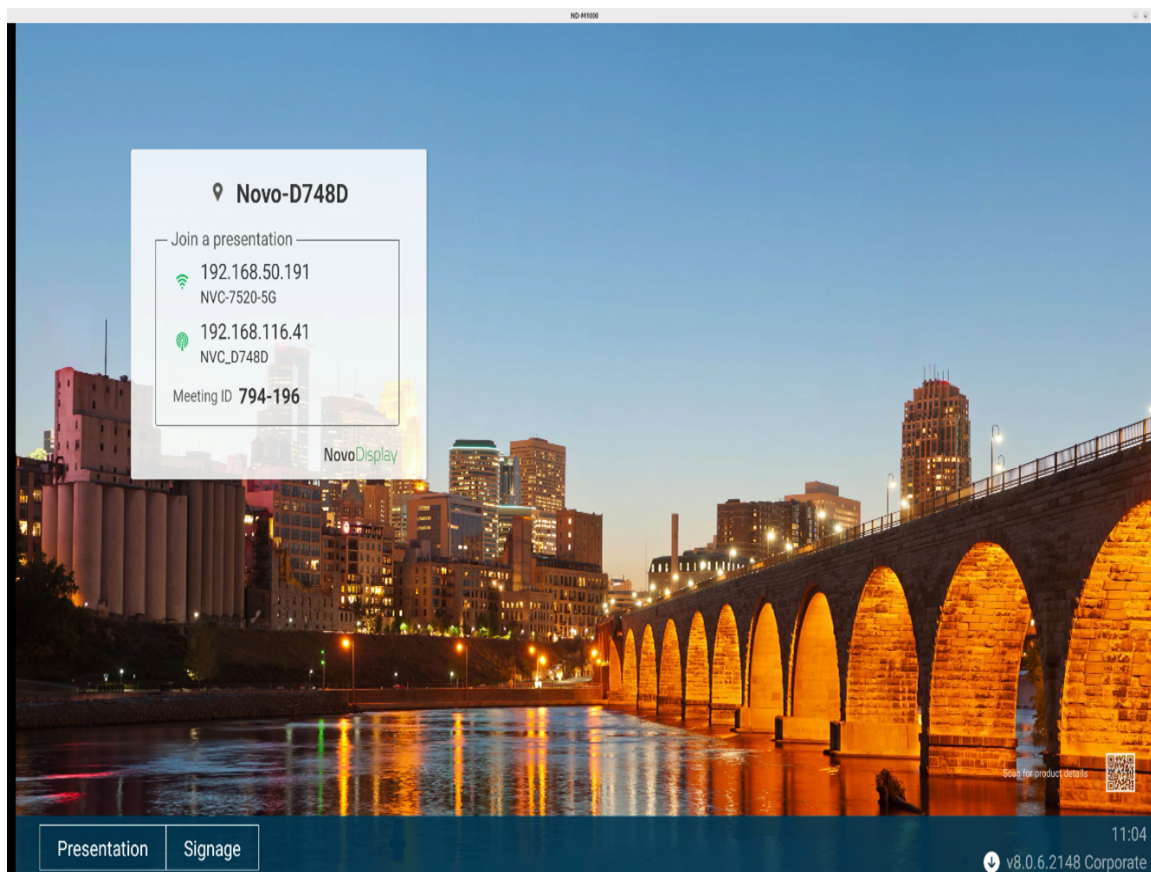 ND-M1000
Novo-D748D
Join a presentation
192.168.50.191
NVC-7520-5G
192.168.116.41
NVC_D748D
Meeting ID 794-196
NovoDisplay
Scan for product details
Presentation
Signage
11:04
v8.0.6.2148 Corporate